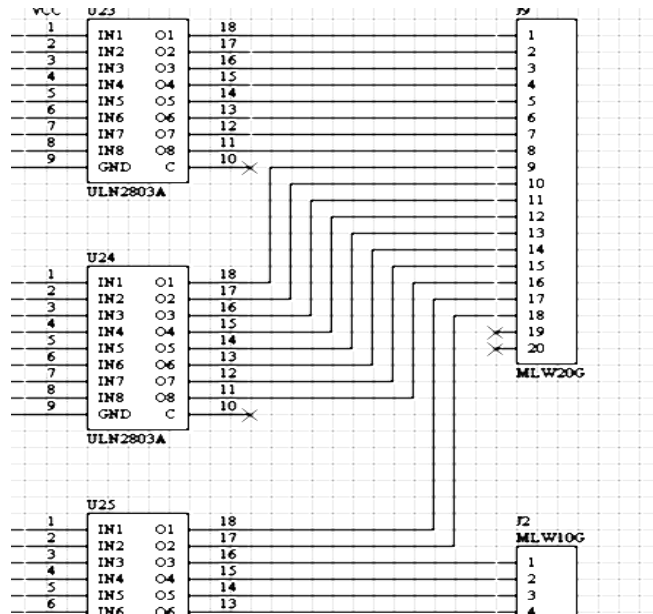 VCC U23 J9
1 IN1 O1 18 1
2 IN2 O2 17 2
3 IN3 O3 16 3
4 IN4 O4 15 4
5 IN5 O5 14 5
6 IN6 O6 13 6
7 IN7 O7 12 7
8 IN8 O8 11 8
9 GND C 10 9
10
ULN2803A 11
12
13
U24 14
15
1 IN1 O1 18 16
2 IN2 O2 17 17
3 IN3 O3 16 18
4 IN4 O4 15 19
5 IN5 O5 14 20
6 IN6 O6 13
7 IN7 O7 12 MLW20G
8 IN8 O8 11
9 GND C 10
ULN2803A
U25
1 IN1 O1 18 J2
2 IN2 O2 17 MLW10G
3 IN3 O3 16 1
4 IN4 O4 15 2
5 IN5 O5 14 3
6 IN6 O6 13 4